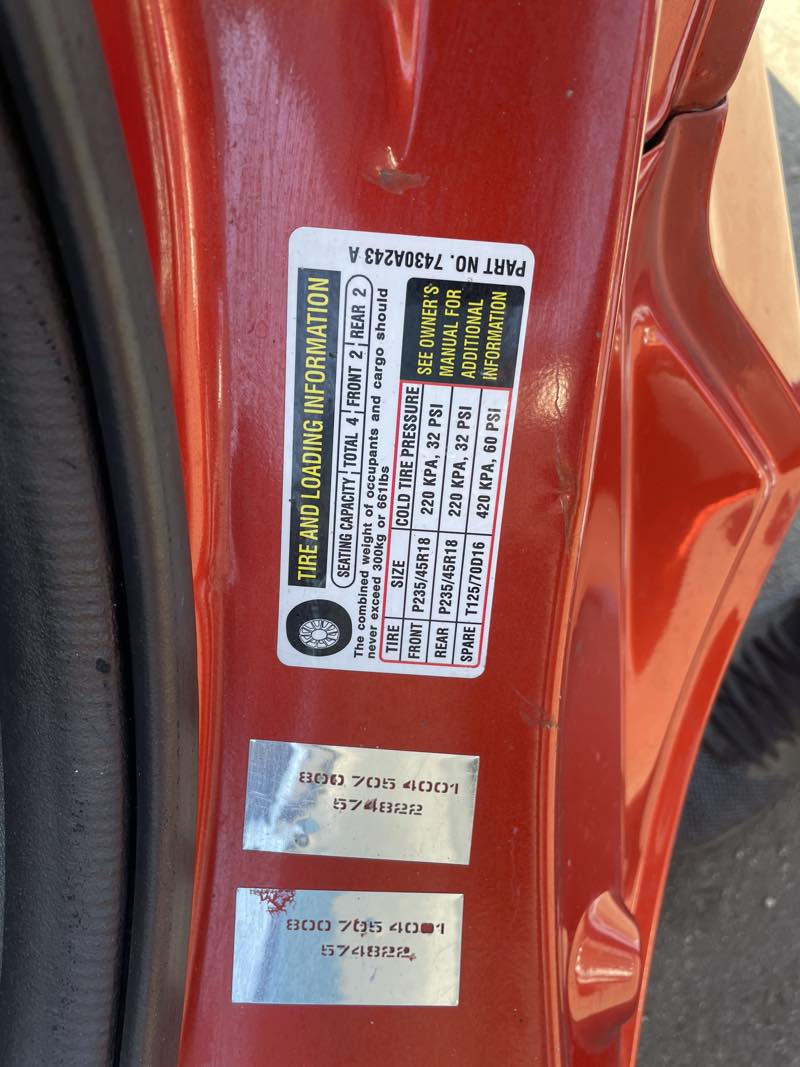 TIRE AND LOADING INFORMATION
SEATING CAPACITY TOTAL 4 FRONT 2 REAR 2
The combined weight of occupants and cargo should
never exceed 300kg or 661lbs
TIRE SIZE COLD TIRE PRESSURE
FRONT P235/45R18 220 KPA, 32 PSI
REAR P235/45R18 220 KPA, 32 PSI
SPARE T125/70D16 420 KPA, 60 PSI
SEE OWNER'S
MANUAL FOR
ADDITIONAL
INFORMATION
PART NO. 7430A243 A
800 705 4001
574822
800 705 4001
574822